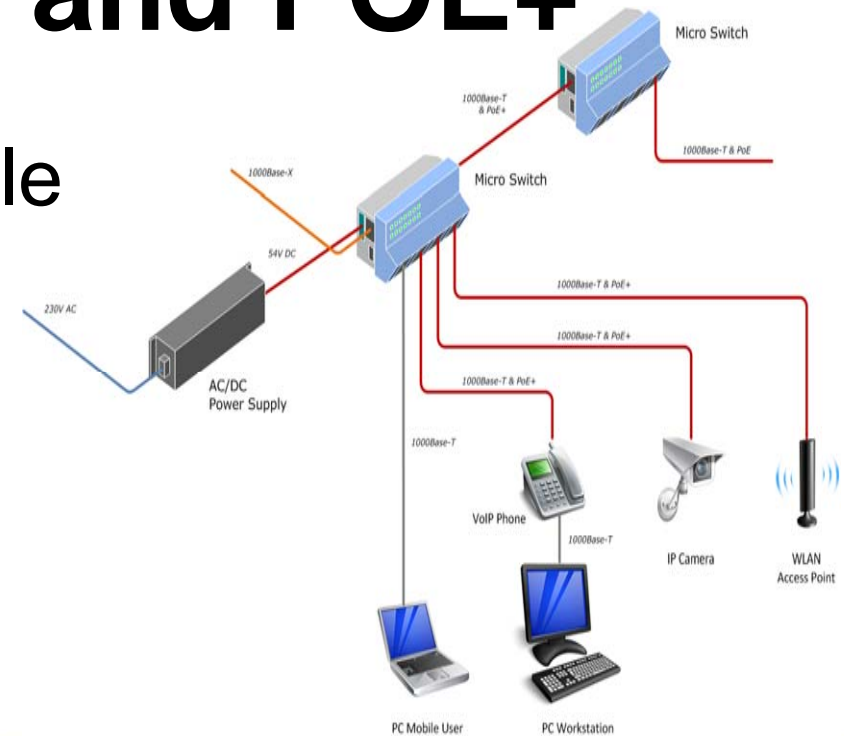 and POE+
le
Micro Switch
1000Base-T
& PoE+
1000Base-T & PoE
1000Base-X
Micro Switch
54V DC
230V AC
1000Base-T & PoE+
1000Base-T & PoE+
1000Base-T & PoE+
AC/DC
Power Supply
1000Base-T
VoIP Phone
1000Base-T
IP Camera
WLAN
Access Point
PC Mobile User
PC Workstation